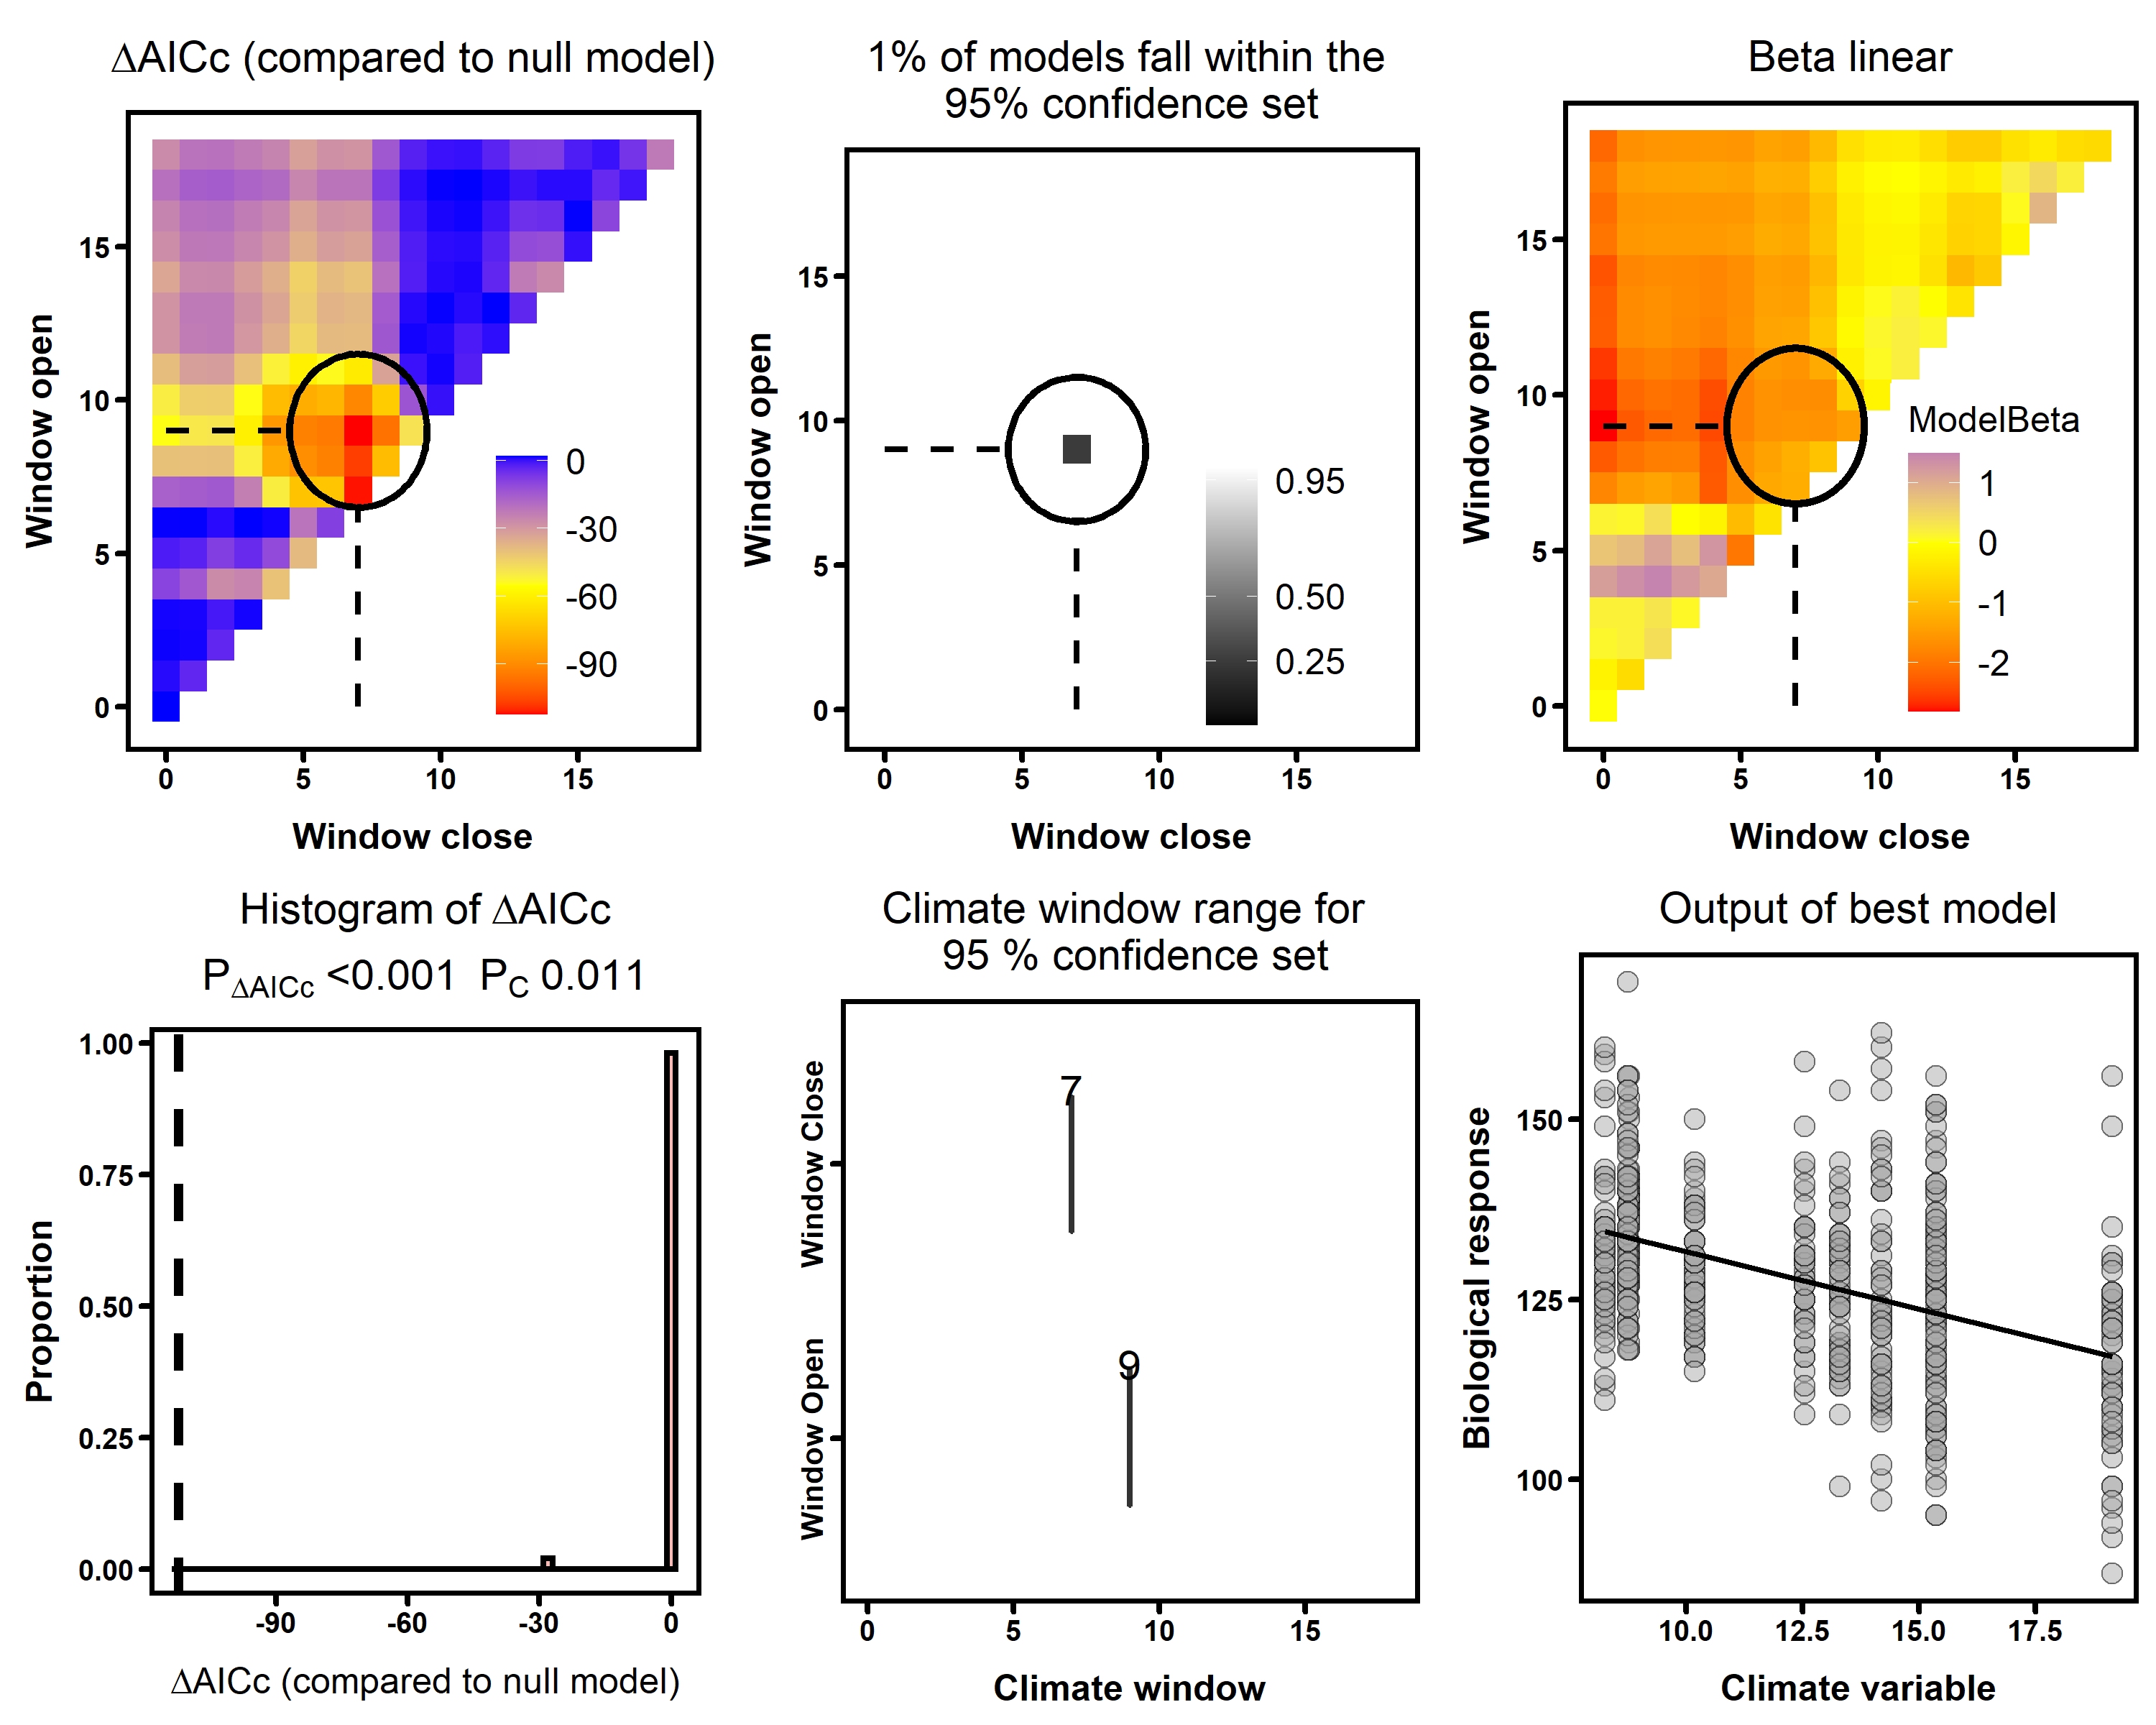 ∆AICc (compared to null model)
Window open
15
10
5
0
0
-30
-60
-90
0
5
10
15
Window close
1% of models fall within the
95% confidence set
Window open
15
10
5
0
0.95
0.50
0.25
0
5
10
15
Window close
Beta linear
Window open
15
10
5
0
ModelBeta
1
0
-1
-2
0
5
10
15
Window close
Histogram of ∆AICc
P∆AICc <0.001 PC 0.011
Proportion
1.00
0.75
0.50
0.25
0.00
-90
-60
-30
0
∆AICc (compared to null model)
Climate window range for
95 % confidence set
Window Close
Window Open
7
9
0
5
10
15
Climate window
Output of best model
Biological response
150
125
100
10.0
12.5
15.0
17.5
Climate variable